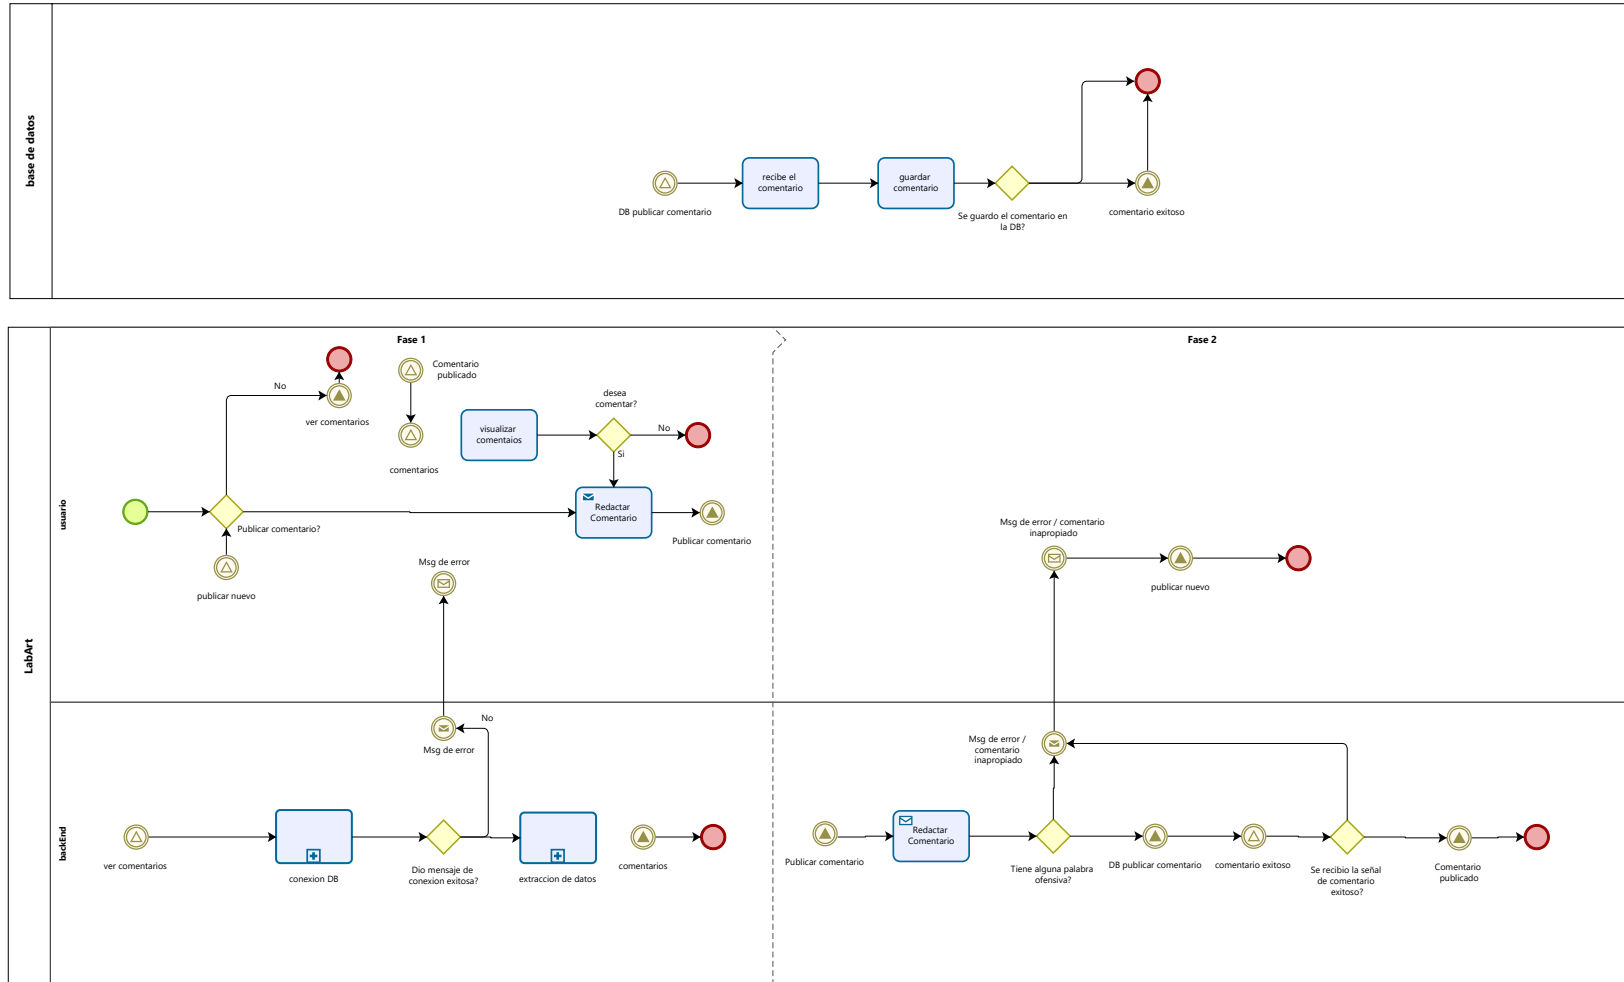 base de datos
recibe el
comentario
guardar
comentario
DB publicar comentario
Se guardo el comentario en
la DB?
comentario exitoso
LabArt
Fase 1
Fase 2
usuario
No
ver comentarios
Comentario
publicado
comentarios
visualizar
comentaios
desea
comentar?
No
Si
Redactar
Comentario
Publicar comentario
Publicar comentario?
publicar nuevo
Msg de error
Msg de error / comentario
inapropiado
publicar nuevo
backEnd
No
Msg de error
ver comentarios
conexion DB
Dio mensaje de
conexion exitosa?
extraccion de datos
comentarios
Msg de error /
comentario
inapropiado
Publicar comentario
Redactar
Comentario
Tiene alguna palabra
ofensiva?
DB publicar comentario
comentario exitoso
Se recibio la señal
de comentario
exitoso?
Comentario
publicado